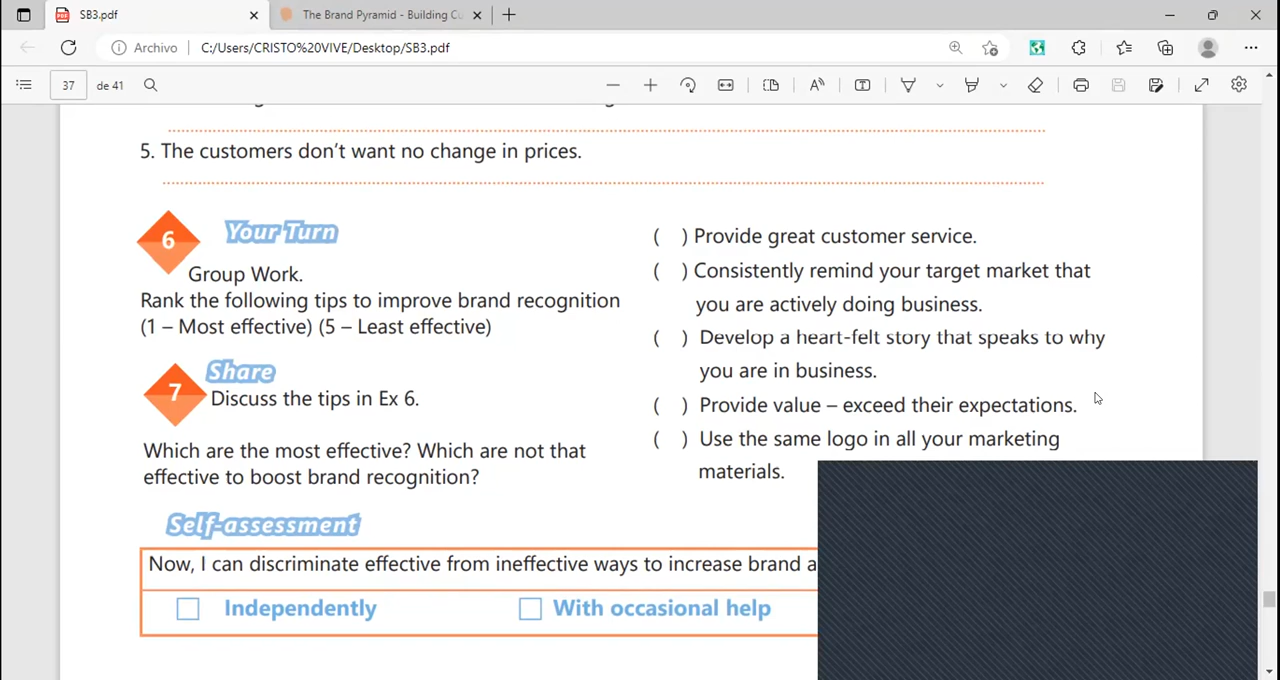 SB3.pdf
The Brand Pyramid - Building Cu
Archivo
C:/Users/CRISTO%20VIVE/Desktop/SB3.pdf
37 de 41
5. The customers don't want no change in prices.
6 Your Turn
Group Work.
Rank the following tips to improve brand recognition
(1 – Most effective) (5 – Least effective)
7 Share
Discuss the tips in Ex 6.
Which are the most effective? Which are not that
effective to boost brand recognition?
( ) Provide great customer service.
( ) Consistently remind your target market that
you are actively doing business.
( ) Develop a heart-felt story that speaks to why
you are in business.
( ) Provide value – exceed their expectations.
( ) Use the same logo in all your marketing
materials.
Self-assessment
Now, I can discriminate effective from ineffective ways to increase brand a
Independently
With occasional help